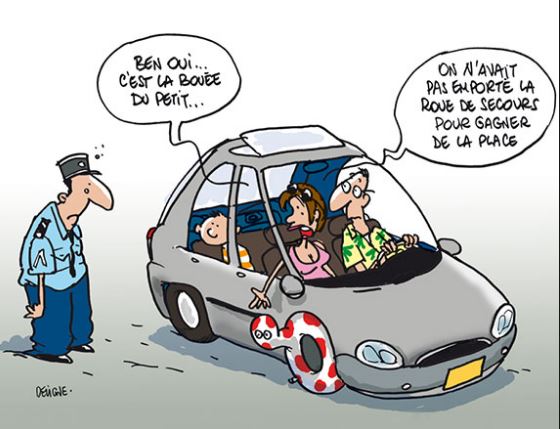 BEN OUI...
C'EST LA BOUÉE
DU PETIT...
ON N'AVAIT
PAS EMPORTÉ LA
ROUE DE SECOURS
POUR GAGNER
DE LA PLACE
DELIGNE.